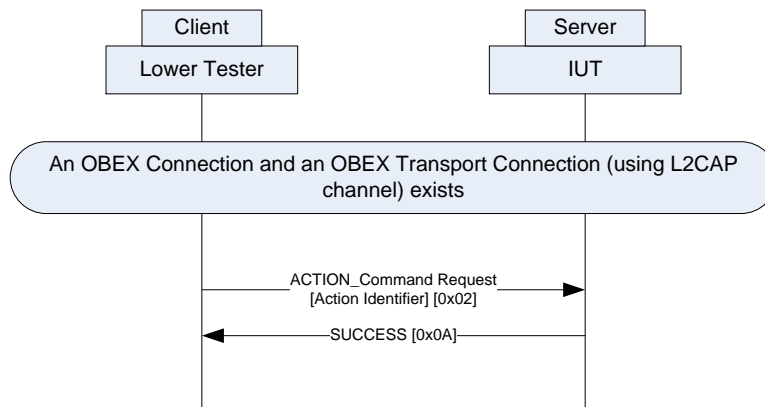 Client
Server
Lower Tester
IUT
An OBEX Connection and an OBEX Transport Connection (using L2CAP
channel) exists
ACTION_Command Request
[Action Identifier] [0x02]
SUCCESS [0x0A]